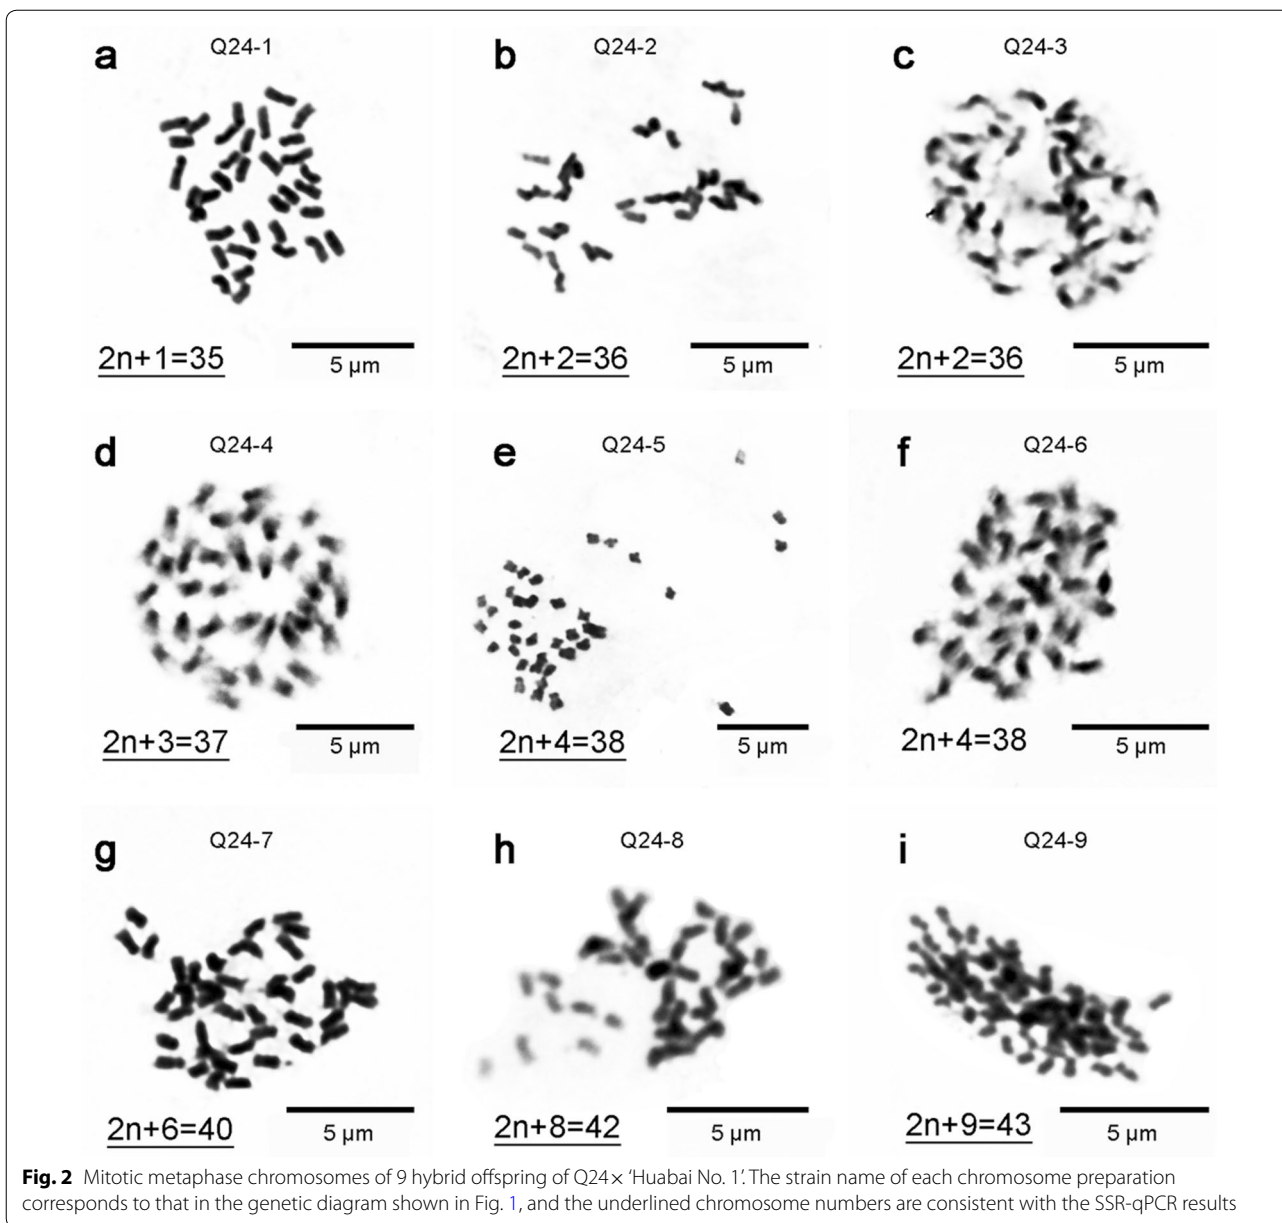 a Q24-1
b Q24-2
c Q24-3
2n+1=35
5 µm
2n+2=36
5 µm
2n+2=36
5 µm
d Q24-4
e Q24-5
f Q24-6
2n+3=37
5 µm
2n+4=38
5 µm
2n+4=38
5 µm
g Q24-7
h Q24-8
i Q24-9
2n+6=40
5 µm
2n+8=42
5 µm
2n+9=43
5 µm
Fig. 2 Mitotic metaphase chromosomes of 9 hybrid offspring of Q24× ‘Huabai No. 1’. The strain name of each chromosome preparation
corresponds to that in the genetic diagram shown in Fig. 1, and the underlined chromosome numbers are consistent with the SSR-qPCR results